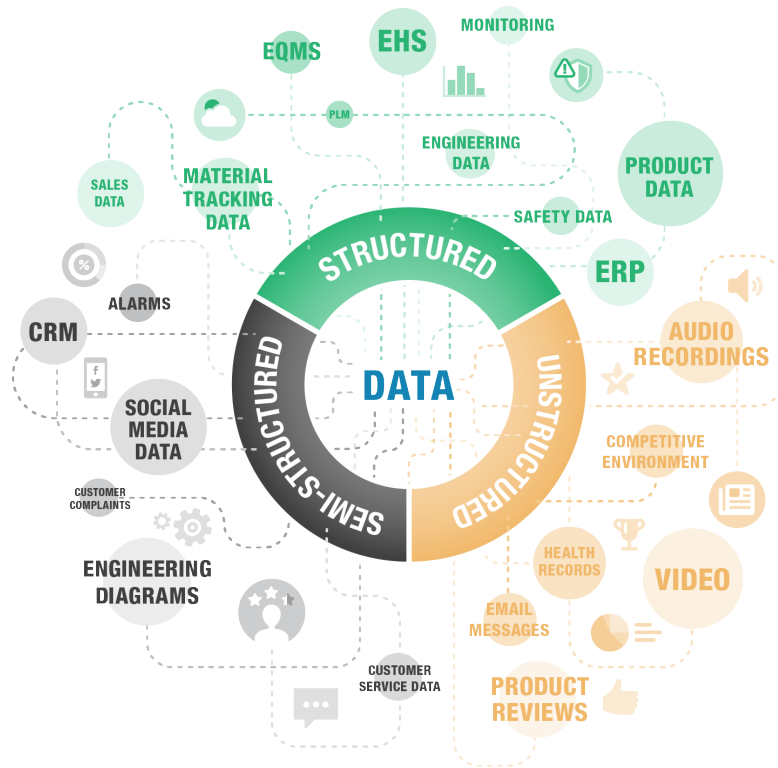 MONITORING
EHS
EQMS
PLM
ENGINEERING
DATA
PRODUCT
DATA
SALES
DATA
MATERIAL
TRACKING
DATA
SAFETY DATA
STRUCTURED
ERP
%
ALARMS
CRM
AUDIO
RECORDINGS
DATA
SEMI-STRUCTURED
UNSTRUCTURED
f
SOCIAL
MEDIA
DATA
COMPETITIVE
ENVIRONMENT
CUSTOMER
COMPLAINTS
ENGINEERING
DIAGRAMS
HEALTH
RECORDS
VIDEO
EMAIL
MESSAGES
CUSTOMER
SERVICE DATA
PRODUCT
REVIEWS